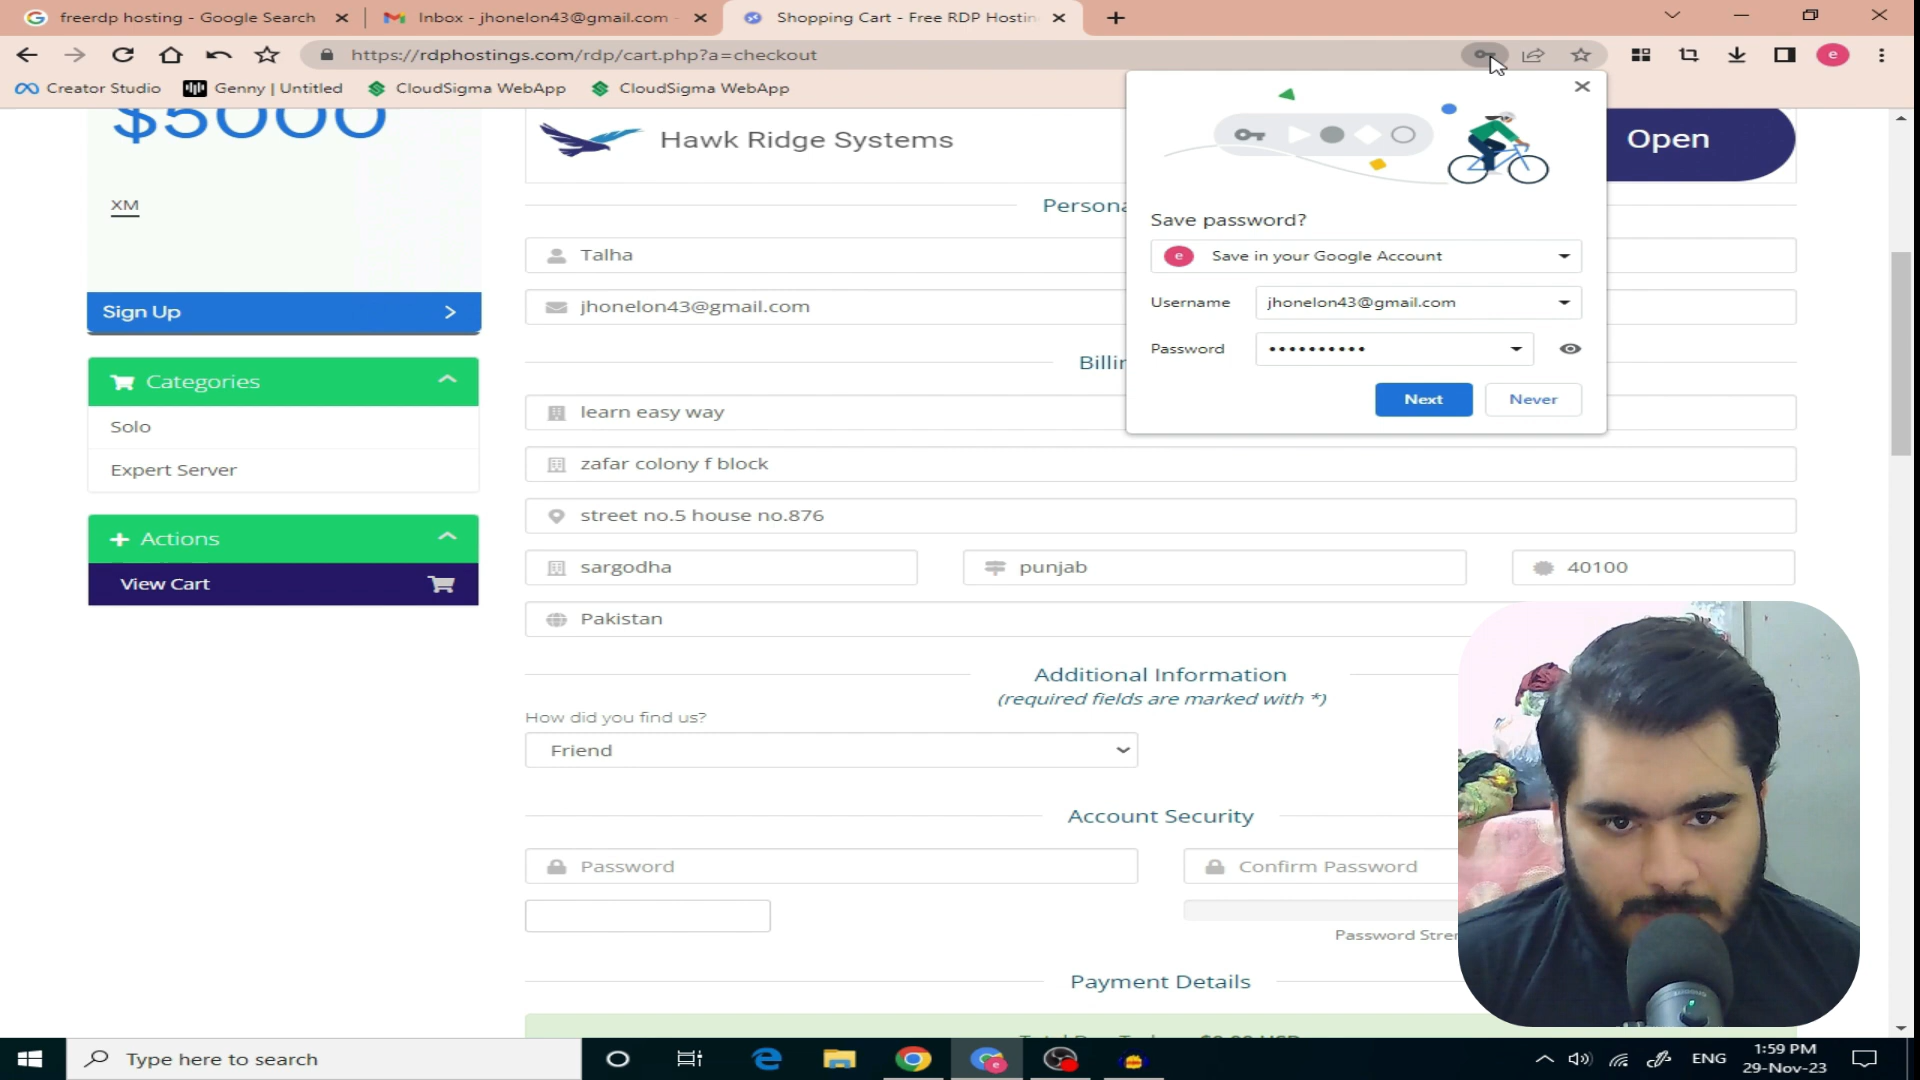 freerdp hosting - Google Search
Inbox - jhonelon43@gmail.com -
Shopping Cart - Free RDP Hostin
https://rdphostings.com/rdp/cart.php?a=checkout
e
Creator Studio
Genny | Untitled
CloudSigma WebApp
CloudSigma WebApp
$5000
XM
Sign Up
Categories
Solo
Expert Server
Actions
View Cart
Hawk Ridge Systems
Open
Save password?
e
Save in your Google Account
Username
jhonelon43@gmail.com
Password
••••••••••
Next
Never
Persona
Talha
jhonelon43@gmail.com
Billin
learn easy way
zafar colony f block
street no.5 house no.876
sargodha
punjab
40100
Pakistan
Additional Information
(required fields are marked with *)
How did you find us?
Friend
Account Security
Password
Confirm Password
Password Stren
Payment Details
Type here to search
ENG
1:59 PM
29-Nov-23